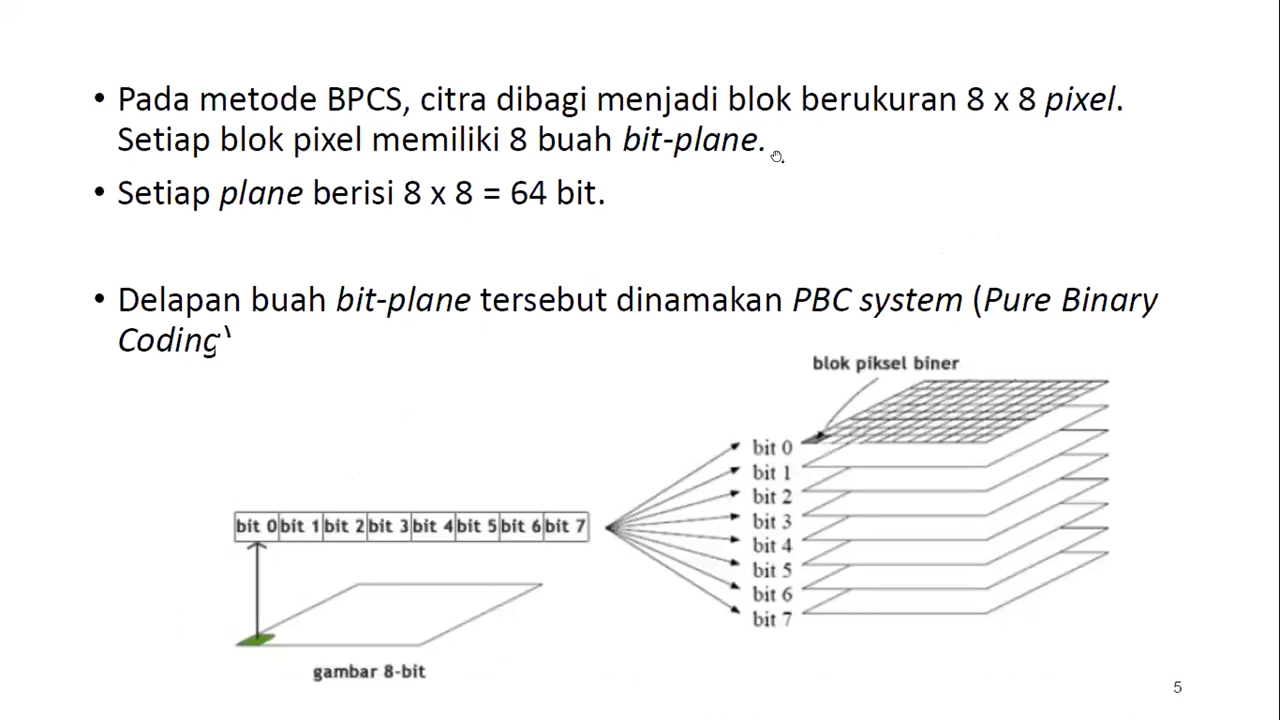 • Pada metode BPCS, citra dibagi menjadi blok berukuran 8 x 8 pixel.
Setiap blok pixel memiliki 8 buah bit-plane.
• Setiap plane berisi 8 x 8 = 64 bit.
• Delapan buah bit-plane tersebut dinamakan PBC system (Pure Binary
Coding)
blok piksel biner
bit 0
bit 1
bit 2
bit 3
bit 4
bit 5
bit 6
bit 7
bit 0 bit 1 bit 2 bit 3 bit 4 bit 5 bit 6 bit 7
gambar 8-bit
5